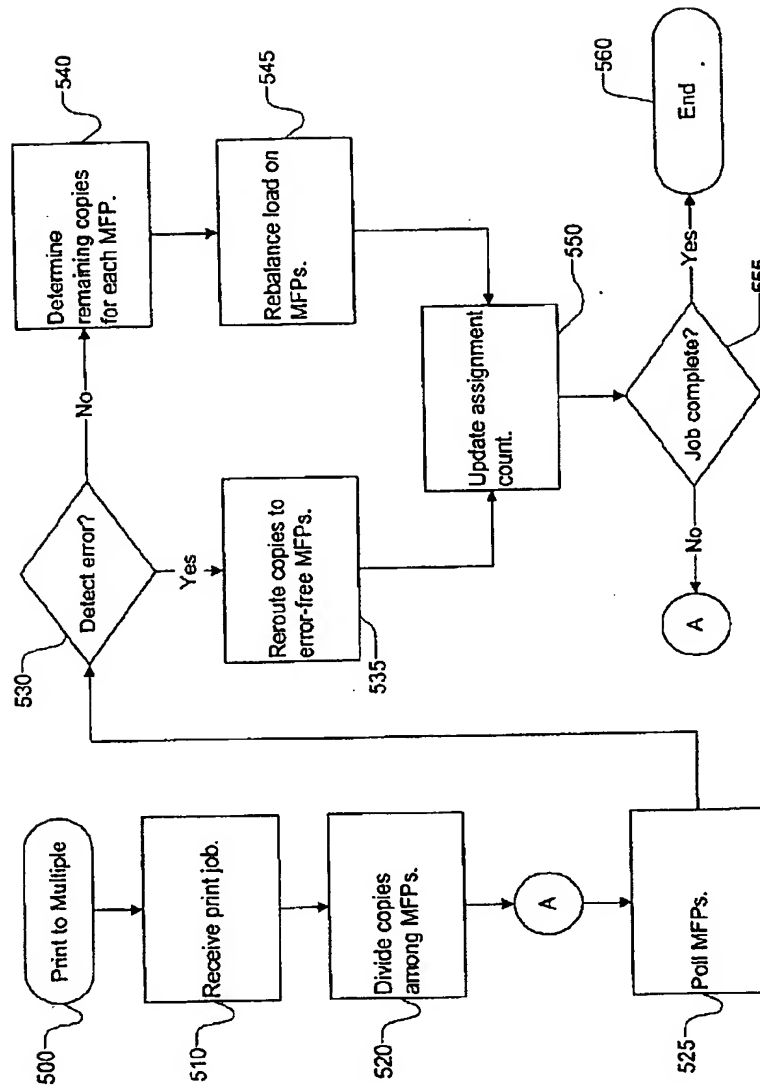 500
Print to Multiple
510
Receive print job.
520
Divide copies
among MFPs.
A
525
Poll MFPs.
530
Detect error?
Yes
No
535
Reroute copies to
error-free MFPs.
540
Determine
remaining copies
for each MFP.
545
Rebalance load on
MFPs.
550
Update assignment
count.
555
Job complete?
No
A
Yes
560
End